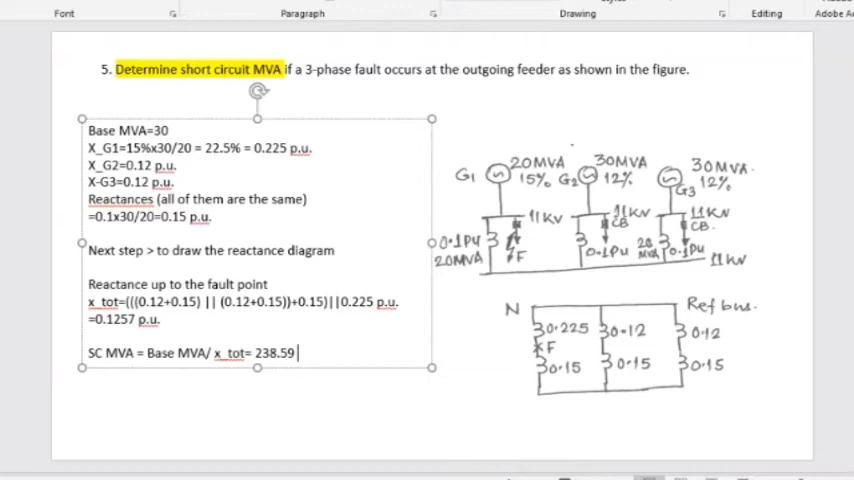 Font
Paragraph
Drawing
Editing
Adobe A
5. Determine short circuit MVA if a 3-phase fault occurs at the outgoing feeder as shown in the figure.
Base MVA=30
X_G1=15%x30/20 = 22.5% = 0.225 p.u.
X_G2=0.12 p.u.
X-G3=0.12 p.u.
Reactances (all of them are the same)
=0.1x30/20=0.15 p.u.
Next step > to draw the reactance diagram
Reactance up to the fault point
x_tot=(((0.12+0.15) || (0.12+0.15))+0.15)||0.225 p.u.
=0.1257 p.u.
SC MVA = Base MVA/ x_tot= 238.59
G1
20MVA
15%
G2
30MVA
12%
G3
30MVA.
12%
11KV
11KV
CB
11KN
CB.
0.1PU
20MVA
F
0.1PU
20
MVA
0.1PU
11KV
N
Ref bus.
0.225
0.12
0.12
F
0.15
0.15
0.15